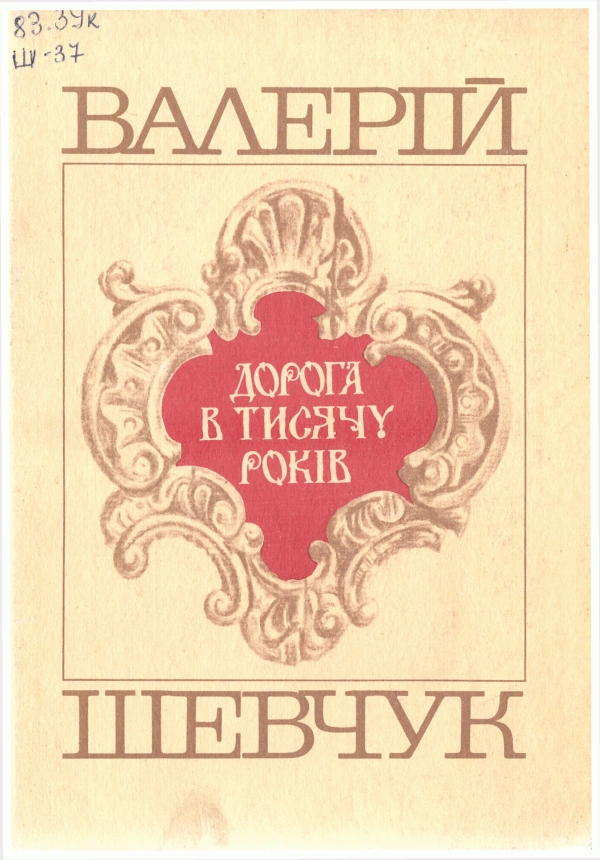 83.3Ук
Ш-37
ВАЛЕРІЙ
ДОРОГА
В ТИСЯЧУ
РОКІВ
ШЕВЧУК